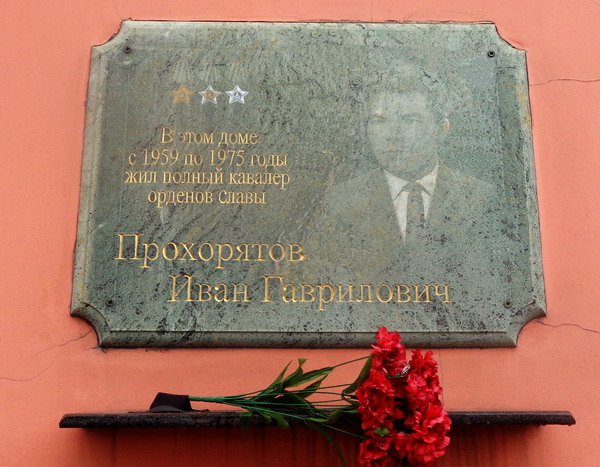 В этом доме
с 1959 по 1975 годы
жил полный кавалер
орденов славы
Прохорятов
Иван Гаврилович